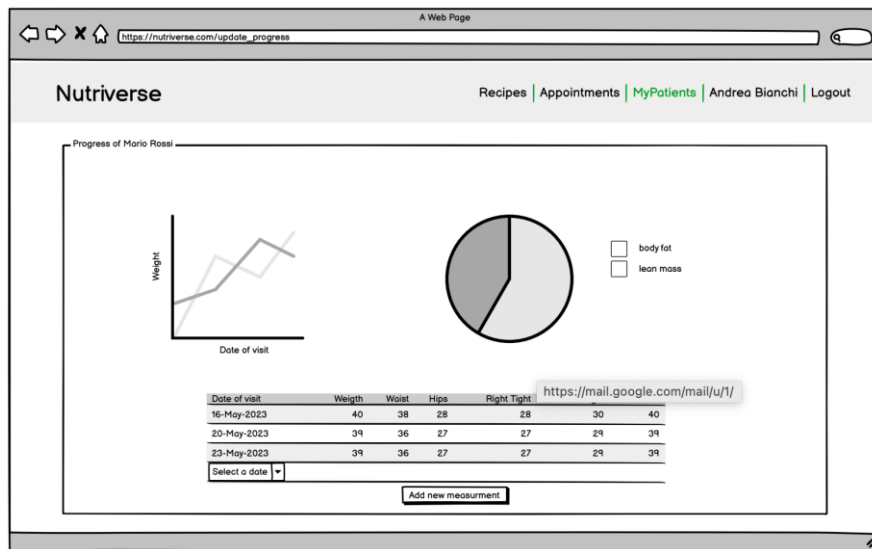 A Web Page
https://nutriverse.com/update_progress
Nutriverse
Recipes | Appointments | MyPatients | Andrea Bianchi | Logout
Progress of Mario Rossi
Weight
Date of visit
body fat
lean mass
https://mail.google.com/mail/u/1/
Date of visit Weigth Waist Hips Right Tight
16-May-2023 40 38 28 28 30 40
20-May-2023 39 36 27 27 29 39
23-May-2023 39 36 27 27 29 39
Select a date
Add new measurment